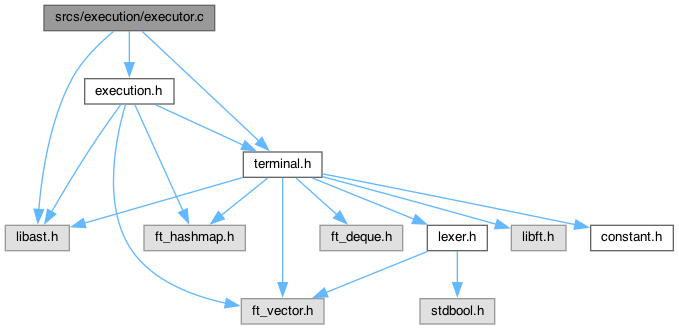 srcs/execution/executor.c
execution.h
terminal.h
libast.h
ft_hashmap.h
ft_deque.h
lexer.h
libft.h
constant.h
ft_vector.h
stdbool.h